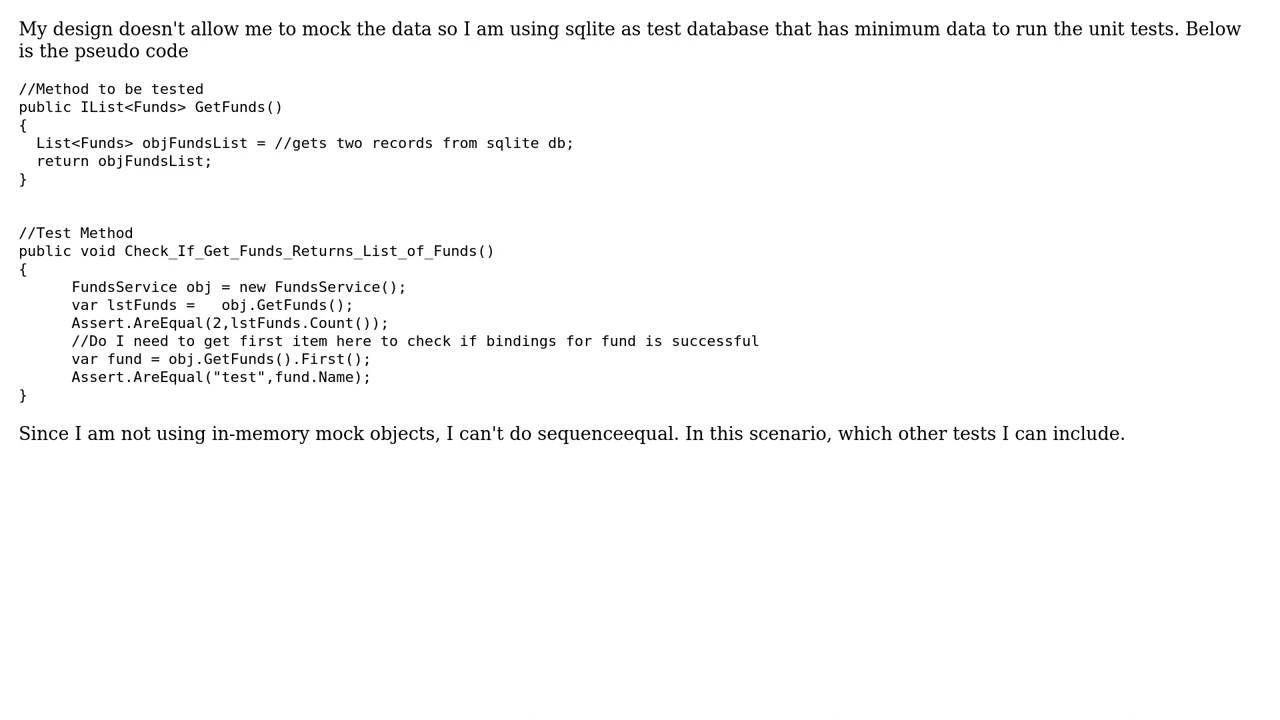 My design doesn't allow me to mock the data so I am using sqlite as test database that has minimum data to run the unit tests. Below
is the pseudo code
//Method to be tested
public IList<Funds> GetFunds()
{
  List<Funds> objFundsList = //gets two records from sqlite db;
  return objFundsList;
}
//Test Method
public void Check_If_Get_Funds_Returns_List_of_Funds()
{
      FundsService obj = new FundsService();
      var lstFunds =   obj.GetFunds();
      Assert.AreEqual(2,lstFunds.Count());
      //Do I need to get first item here to check if bindings for fund is successful
      var fund = obj.GetFunds().First();
      Assert.AreEqual("test",fund.Name);
}
Since I am not using in-memory mock objects, I can't do sequenceequal. In this scenario, which other tests I can include.